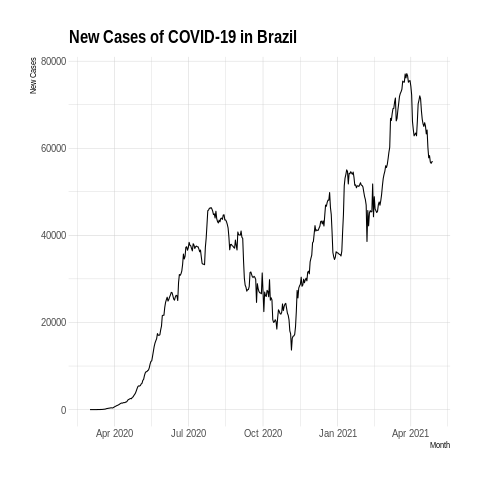 New Cases of COVID-19 in Brazil
New Cases
80000
60000
40000
20000
0
Apr 2020 Jul 2020 Oct 2020 Jan 2021 Apr 2021
Month